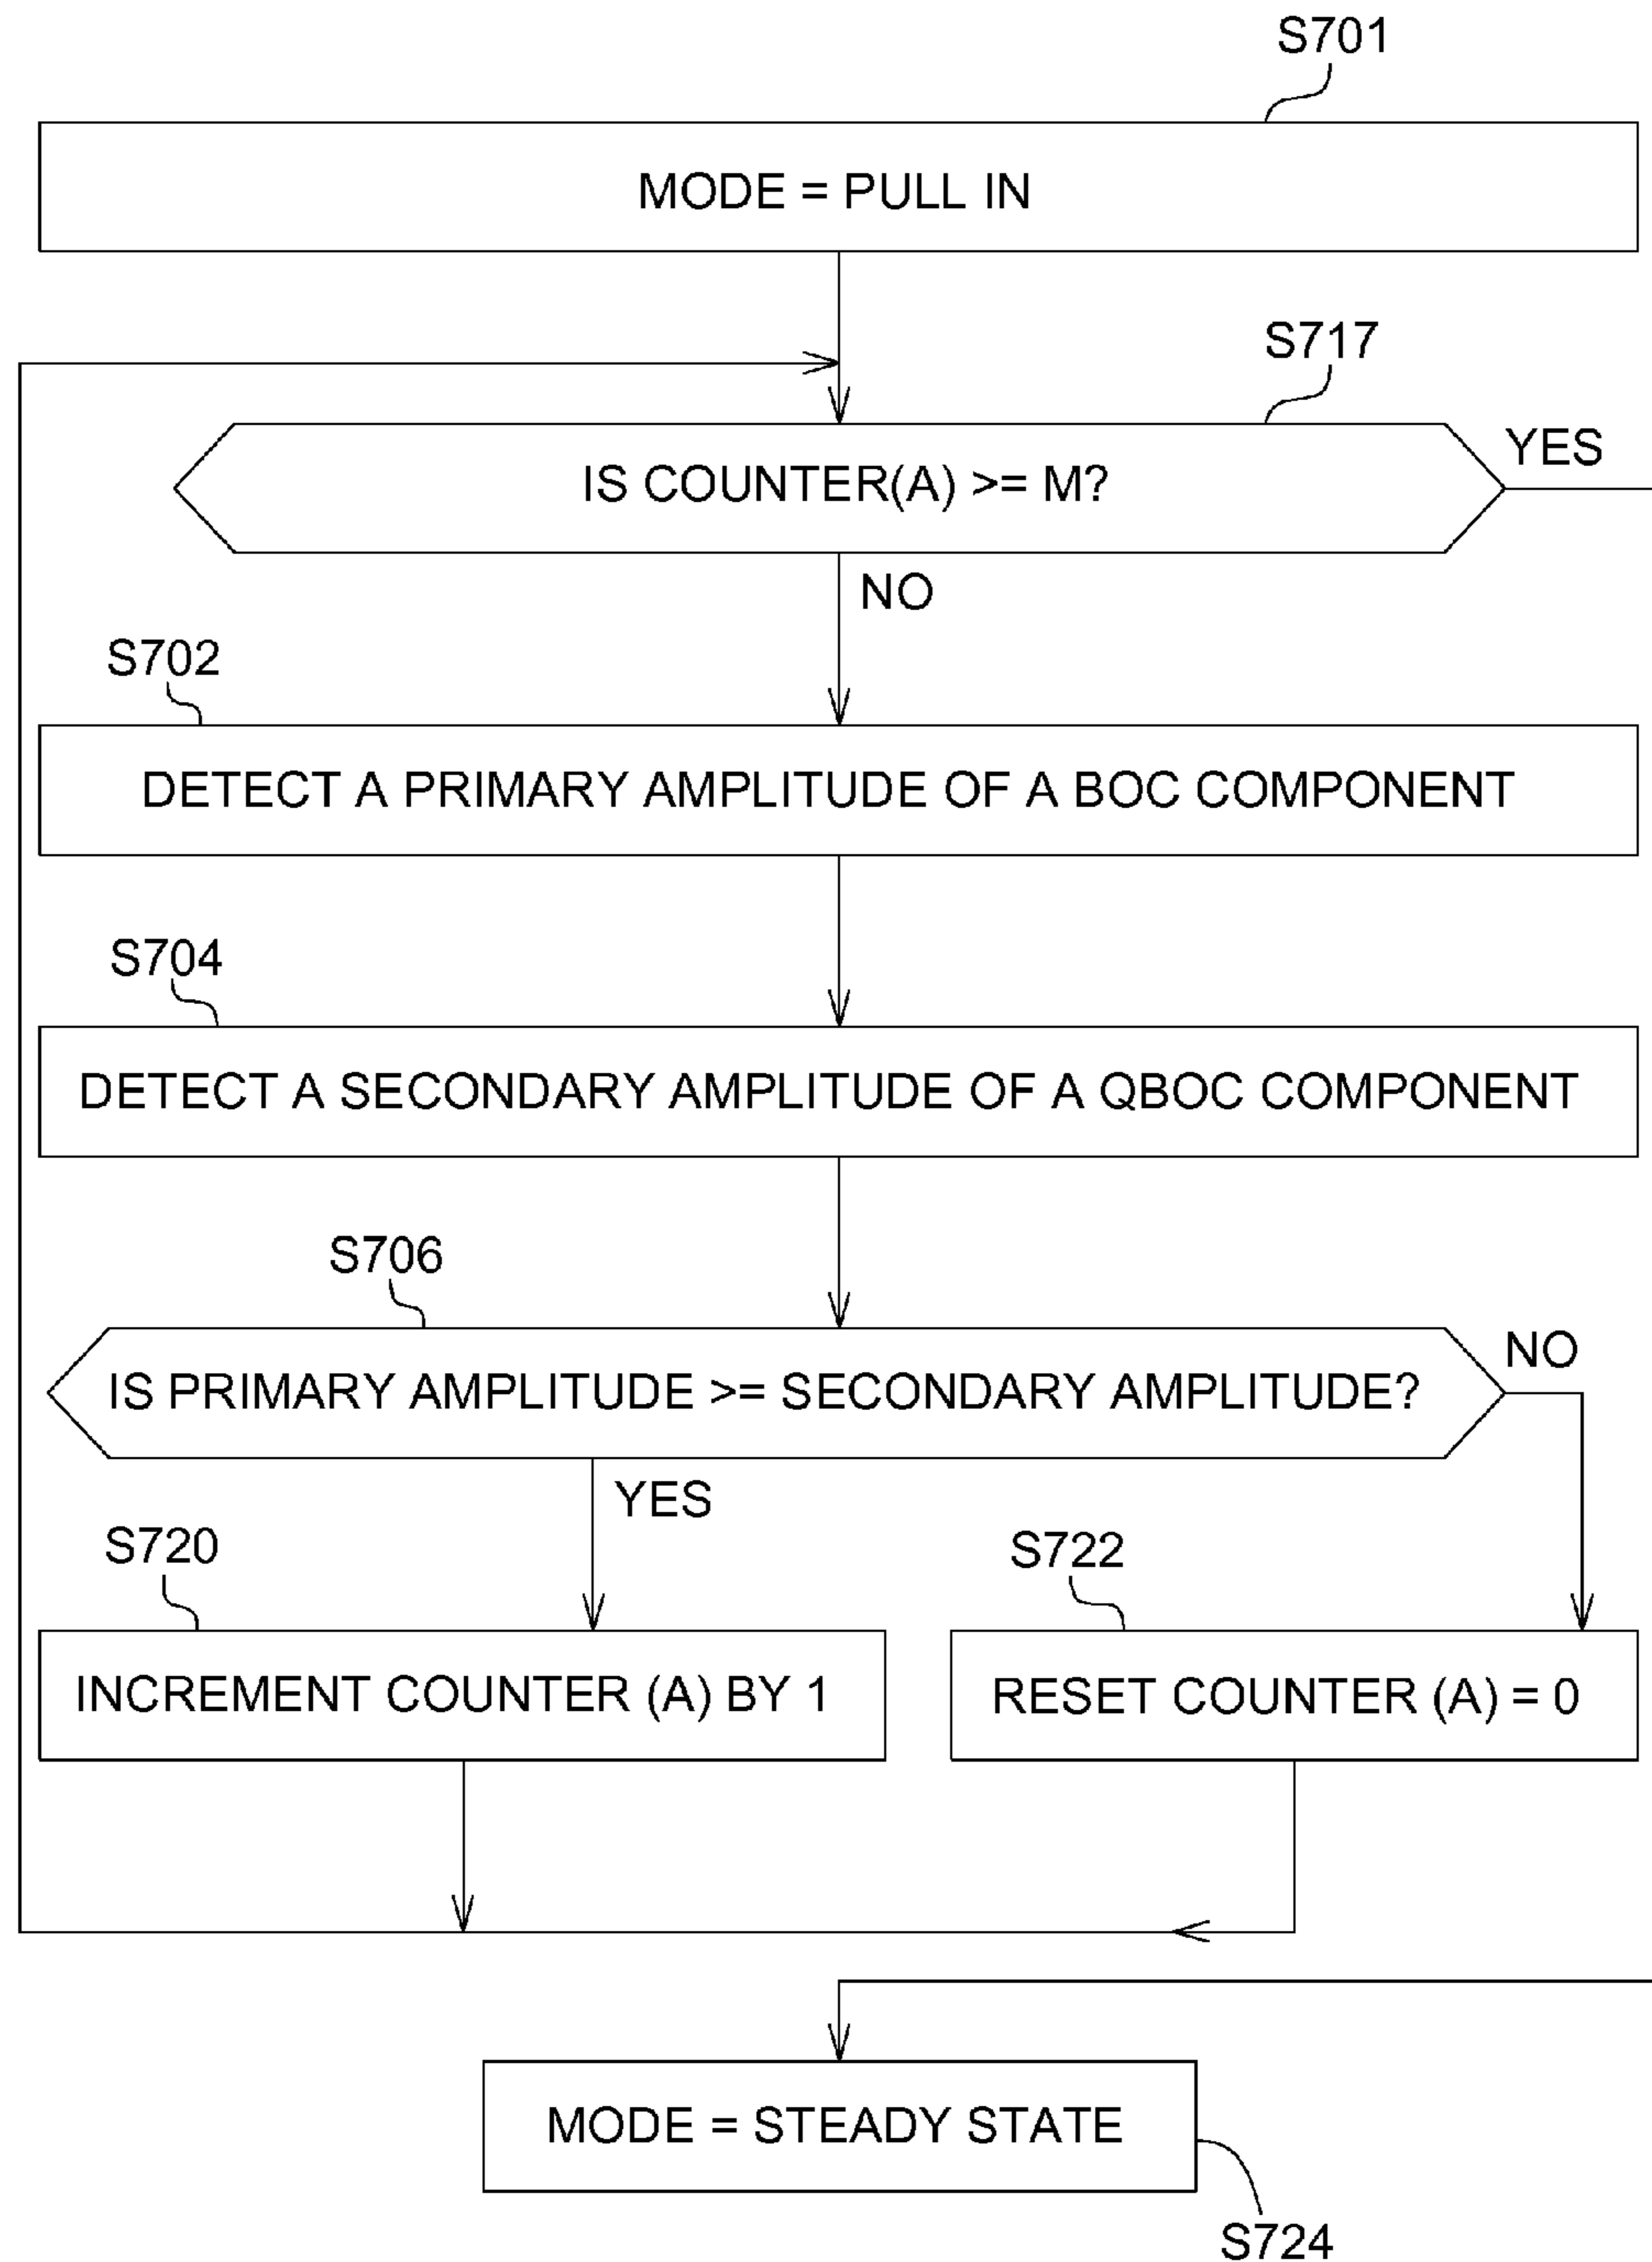 S701
MODE = PULL IN
S717
IS COUNTER(A) >= M?
YES
NO
S702
DETECT A PRIMARY AMPLITUDE OF A BOC COMPONENT
S704
DETECT A SECONDARY AMPLITUDE OF A QBOC COMPONENT
S706
IS PRIMARY AMPLITUDE >= SECONDARY AMPLITUDE?
NO
YES
S720
INCREMENT COUNTER (A) BY 1
S722
RESET COUNTER (A) = 0
MODE = STEADY STATE
S724